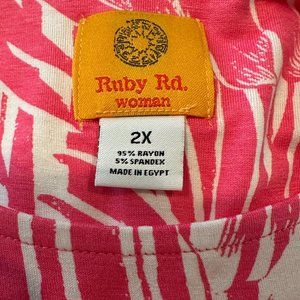 Ruby Rd.
woman
2X
95% RAYON
5% SPANDEX
MADE IN EGYPT